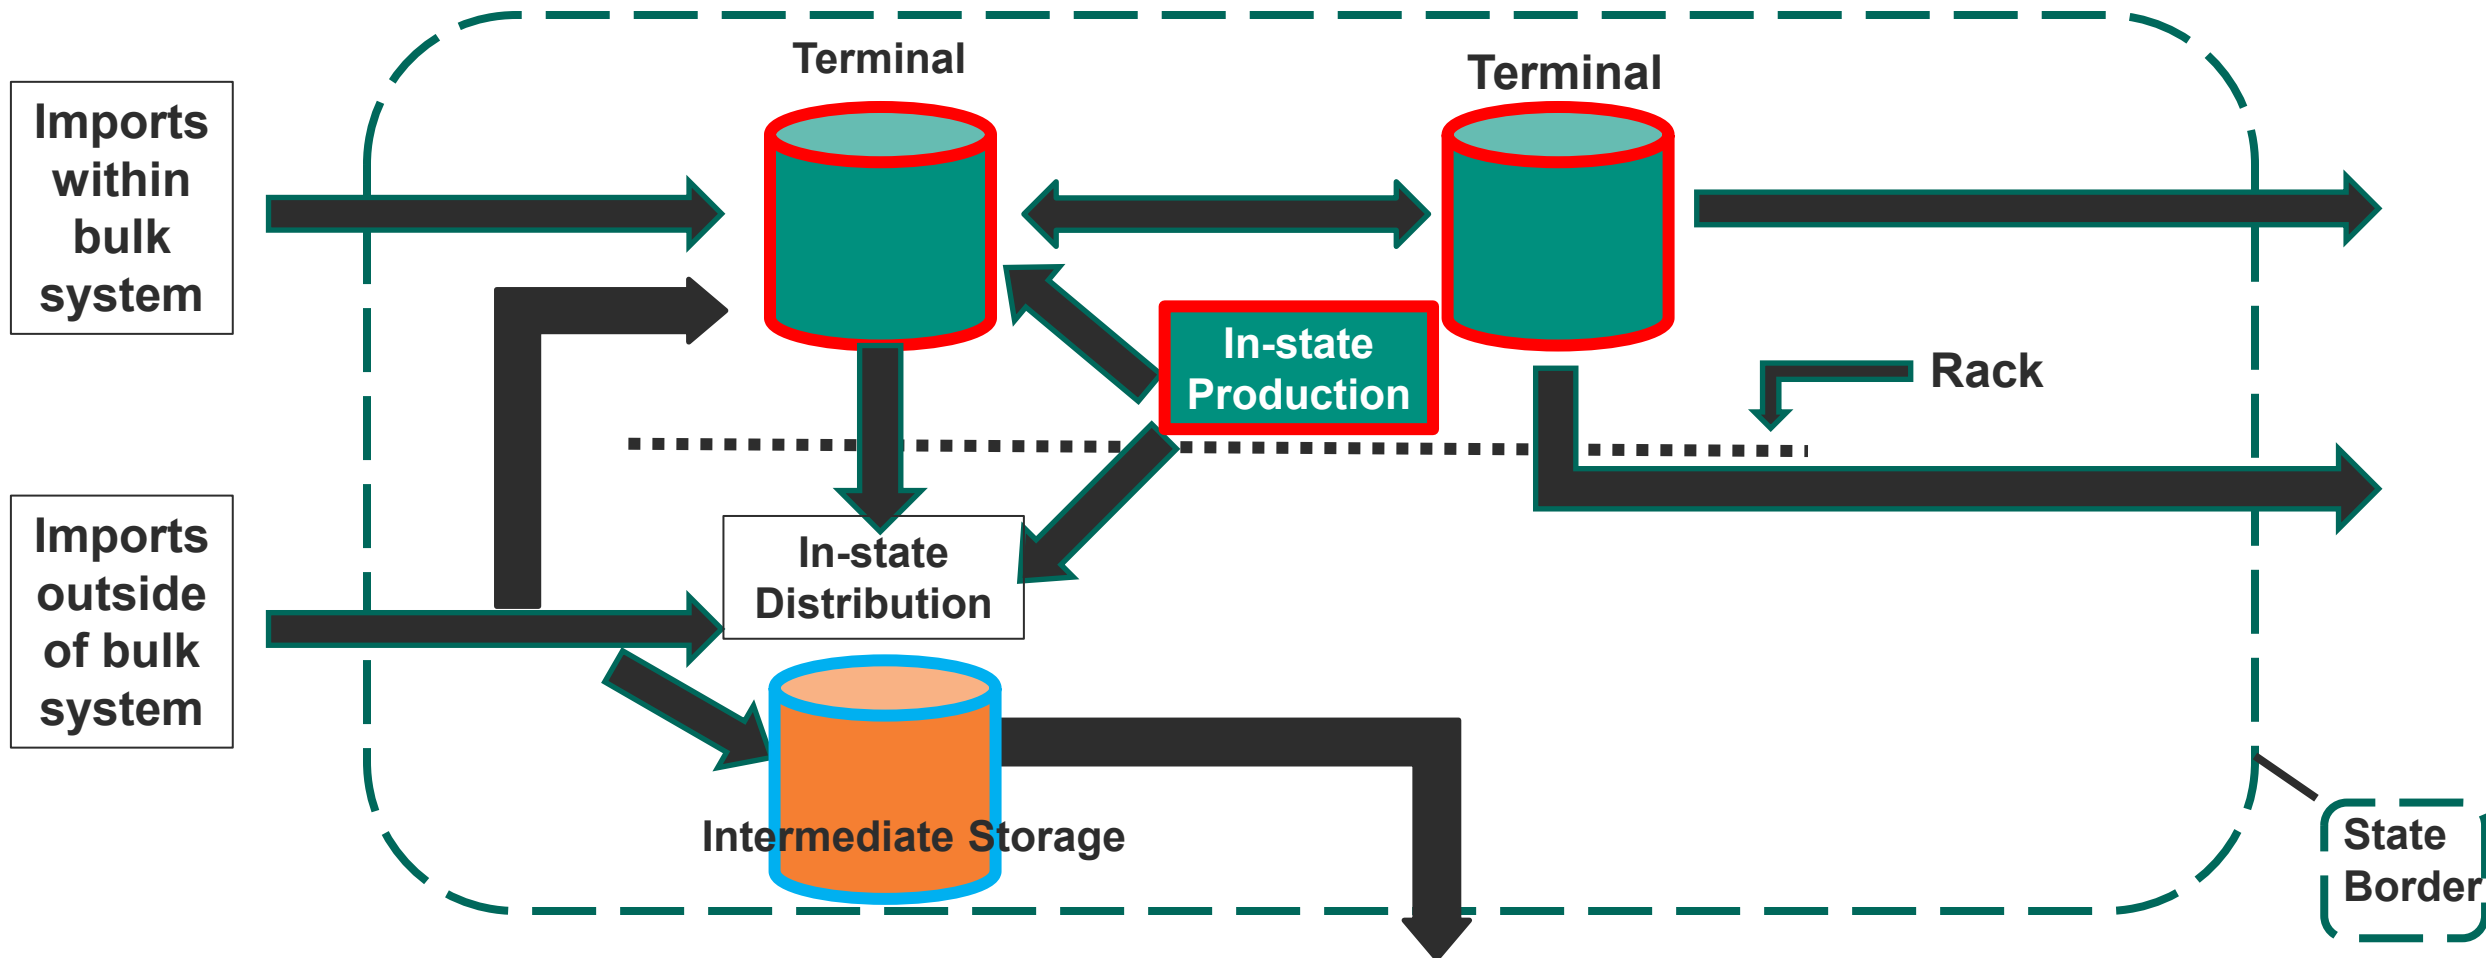 Terminal
Terminal
Imports
within
bulk
system
In-state
Production
Rack
Imports
outside
of bulk
system
In-state
Distribution
Intermediate Storage
State
Border